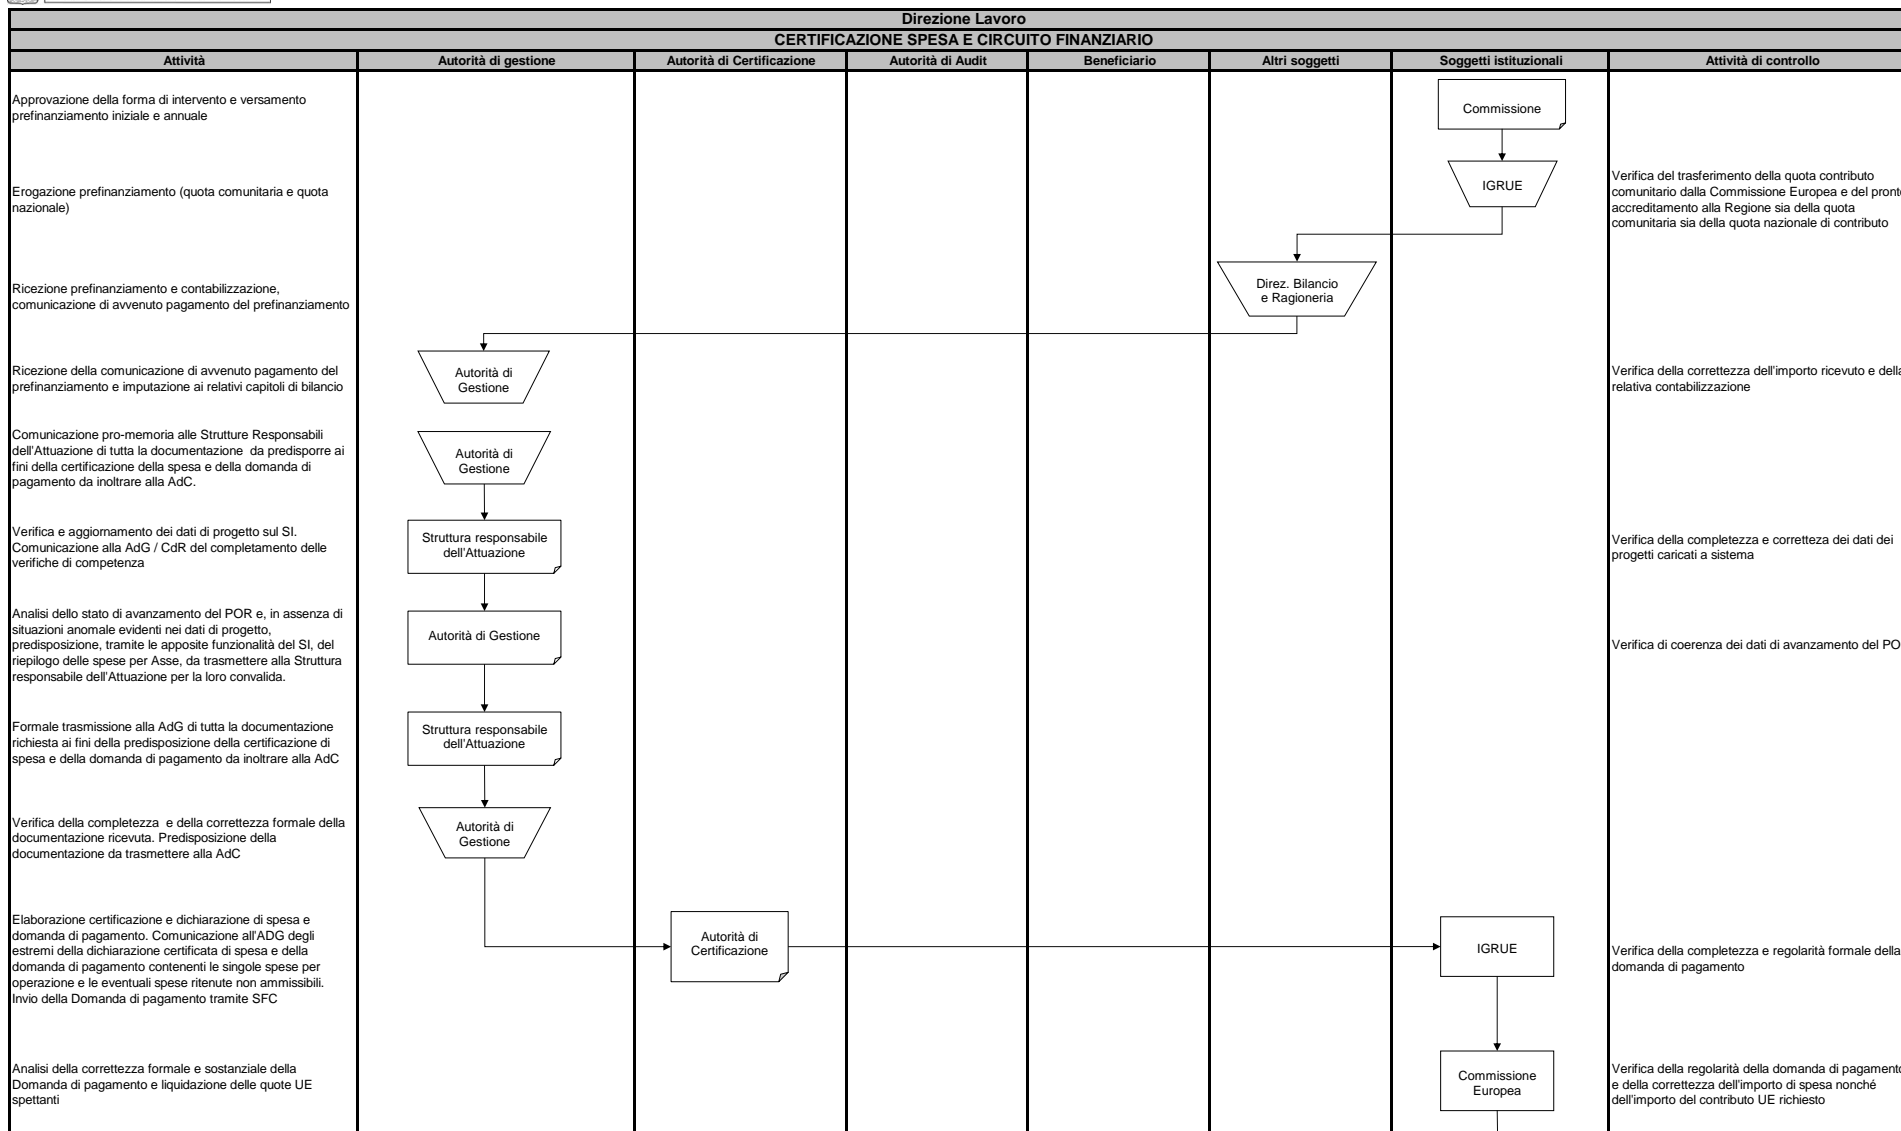 Direzione Lavoro
CERTIFICAZIONE SPESA E CIRCUITO FINANZIARIO
Attività
Autorità di gestione
Autorità di Certificazione
Autorità di Audit
Beneficiario
Altri soggetti
Soggetti istituzionali
Attività di controllo
Approvazione della forma di intervento e versamento
prefinanziamento iniziale e annuale
Commissione
Erogazione prefinanziamento (quota comunitaria e quota
nazionale)
IGRUE
Verifica del trasferimento della quota contributo
comunitario dalla Commissione Europea e del
accreditamento alla Regione sia della quota
comunitaria sia della quota nazionale di contributo
Ricezione prefinanziamento e contabilizzazione,
comunicazione di avvenuto pagamento del prefinanziamento
Direz. Bilancio
e Ragioneria
Ricezione della comunicazione di avvenuto pagamento del
prefinanziamento e imputazione ai relativi capitoli di bilancio
Autorità di
Gestione
Verifica della correttezza dell'importo ricevuto e
relativa contabilizzazione
Comunicazione pro-memoria alle Strutture Responsabili
dell'Attuazione di tutta la documentazione  da predisporre ai
fini della certificazione della spesa e della domanda di
pagamento da inoltrare alla AdC.
Autorità di
Gestione
Verifica e aggiornamento dei dati di progetto sul SI.
Comunicazione alla AdG / CdR del completamento delle
verifiche di competenza
Struttura responsabile
dell'Attuazione
Verifica della completezza e corretteza dei dati dei
progetti caricati a sistema
Analisi dello stato di avanzamento del POR e, in assenza di
situazioni anomale evidenti nei dati di progetto,
predisposizione, tramite le apposite funzionalità del SI, del
riepilogo delle spese per Asse, da trasmettere alla Struttura
responsabile dell'Attuazione per la loro convalida.
Autorità di Gestione
Verifica di coerenza dei dati di avanzamento del
Formale trasmissione alla AdG di tutta la documentazione
richiesta ai fini della predisposizione della certificazione di
spesa e della domanda di pagamento da inoltrare alla AdC
Struttura responsabile
dell'Attuazione
Verifica della completezza  e della correttezza formale della
documentazione ricevuta. Predisposizione della
documentazione da trasmettere alla AdC
Autorità di
Gestione
Elaborazione certificazione e dichiarazione di spesa e
domanda di pagamento. Comunicazione all'ADG degli
estremi della dichiarazione certificata di spesa e della
domanda di pagamento contenenti le singole spese per
operazione e le eventuali spese ritenute non ammissibili.
Invio della Domanda di pagamento tramite SFC
Autorità di
Certificazione
IGRUE
Verifica della completezza e regolarità formale della
domanda di pagamento
Analisi della correttezza formale e sostanziale della
Domanda di pagamento e liquidazione delle quote UE
spettanti
Commissione
Europea
Verifica della regolarità della domanda di pagamento
e della correttezza dell'importo di spesa nonché
dell'importo del contributo UE richiesto